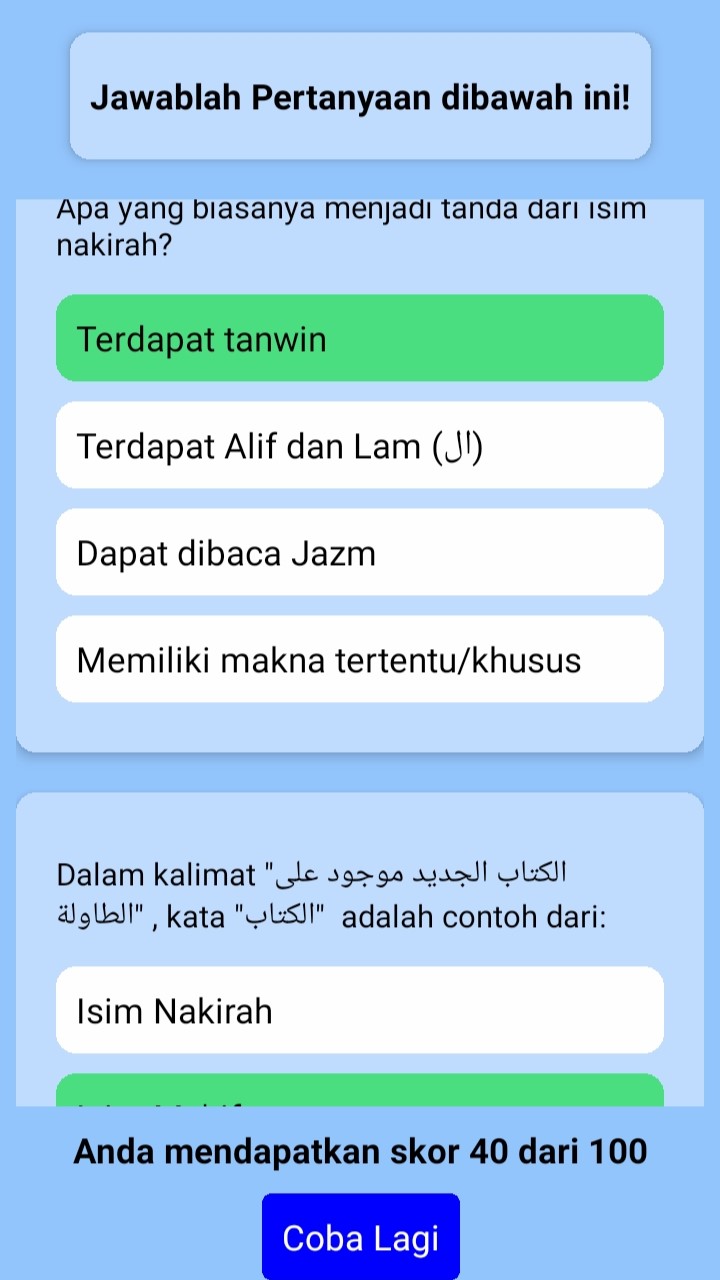 Jawablah Pertanyaan dibawah ini!
Apa yang biasanya menjadi tanda dari isim
nakirah?
Terdapat tanwin
Terdapat Alif dan Lam (ال)
Dapat dibaca Jazm
Memiliki makna tertentu/khusus
Dalam kalimat "الكتاب الجديد موجود على
الطاولة" , kata "الكتاب" adalah contoh dari:
Isim Nakirah
Anda mendapatkan skor 40 dari 100
Coba Lagi